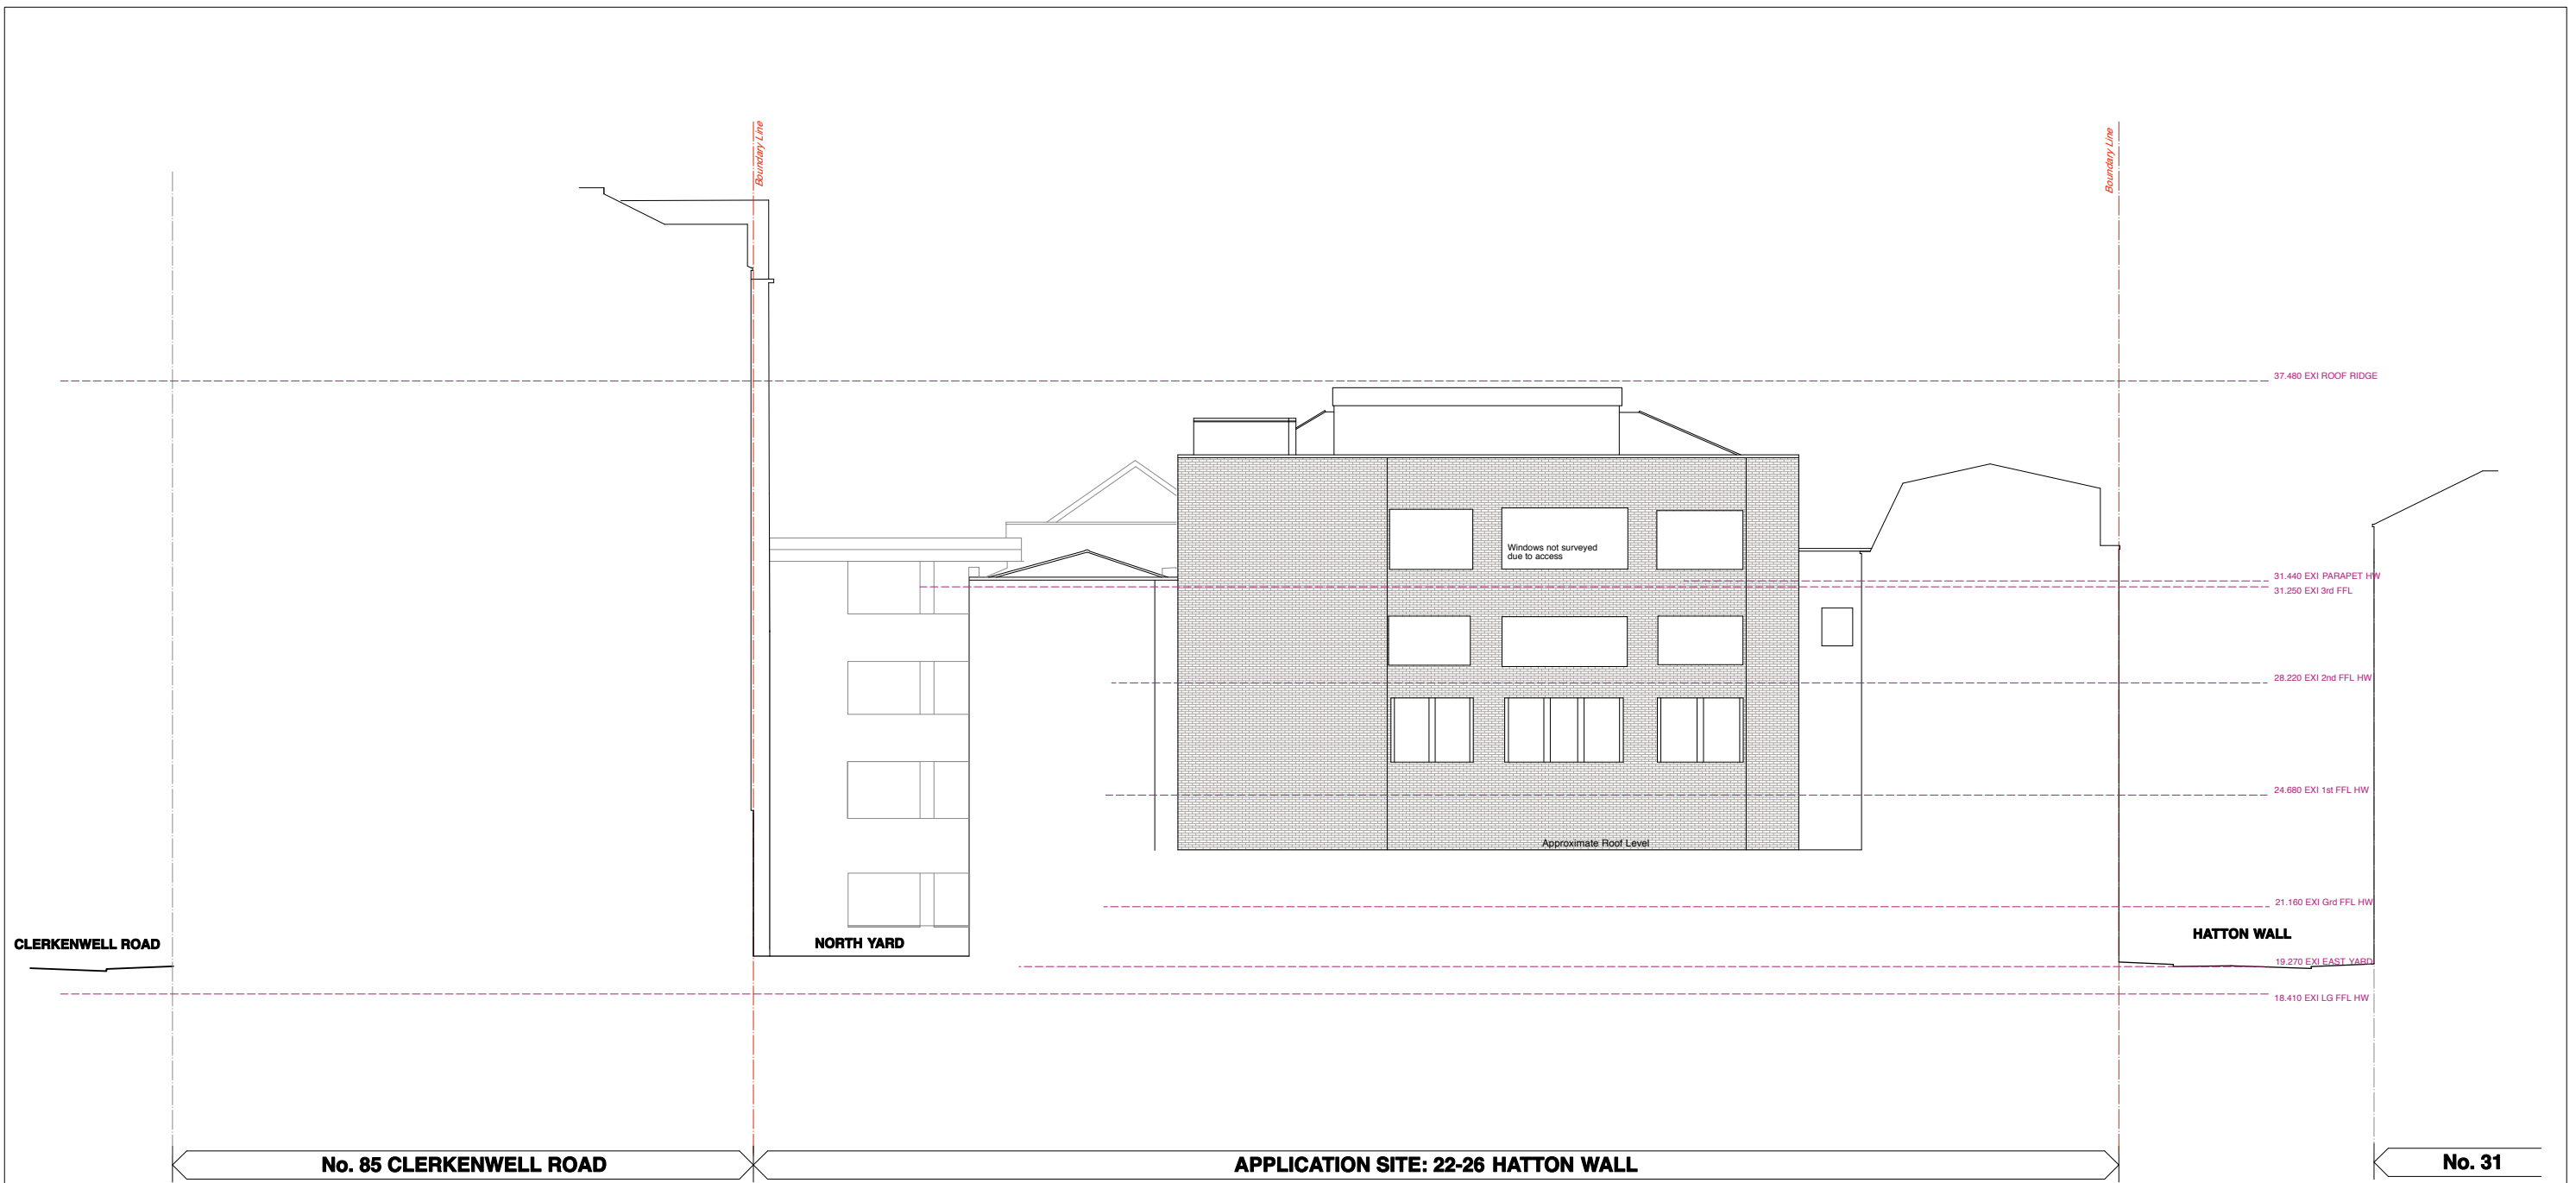 Boundary Line
Boundary Line
37.480 EXI ROOF RIDGE
Windows not surveyed
due to access
31.440 EXI PARAPET HW
31.250 EXI 3rd FFL
28.220 EXI 2nd FFL HW
24.680 EXI 1st FFL HW
Approximate Roof Level
21.160 EXI Grd FFL HW
CLERKENWELL ROAD
NORTH YARD
HATTON WALL
19.270 EXI EAST YARD
18.410 EXI LG FFL HW
No. 85 CLERKENWELL ROAD
APPLICATION SITE: 22-26 HATTON WALL
No. 31